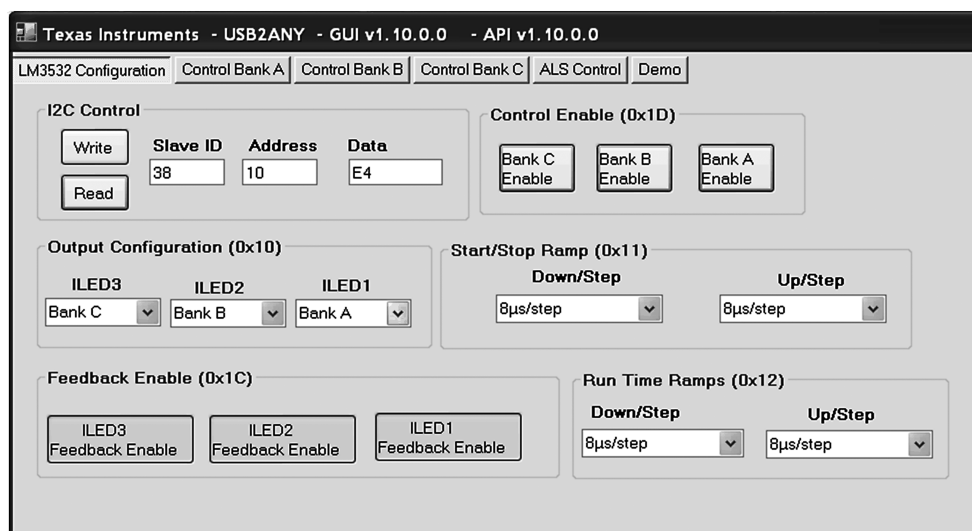 Texas Instruments - USB2ANY - GUI v1.10.0.0 - API v1.10.0.0
LM3532 Configuration Control Bank A Control Bank B Control Bank C ALS Control Demo
I2C Control
Write
Slave ID Address Data
38 10 E4
Read
Control Enable (0x1D)
Bank C Bank B Bank A
Enable Enable Enable
Output Configuration (0x10)
ILED3 ILED2 ILED1
Bank C Bank B Bank A
Start/Stop Ramp (0x11)
Down/Step Up/Step
8µs/step 8µs/step
Feedback Enable (0x1C)
ILED3 ILED2 ILED1
Feedback Enable Feedback Enable Feedback Enable
Run Time Ramps (0x12)
Down/Step Up/Step
8µs/step 8µs/step